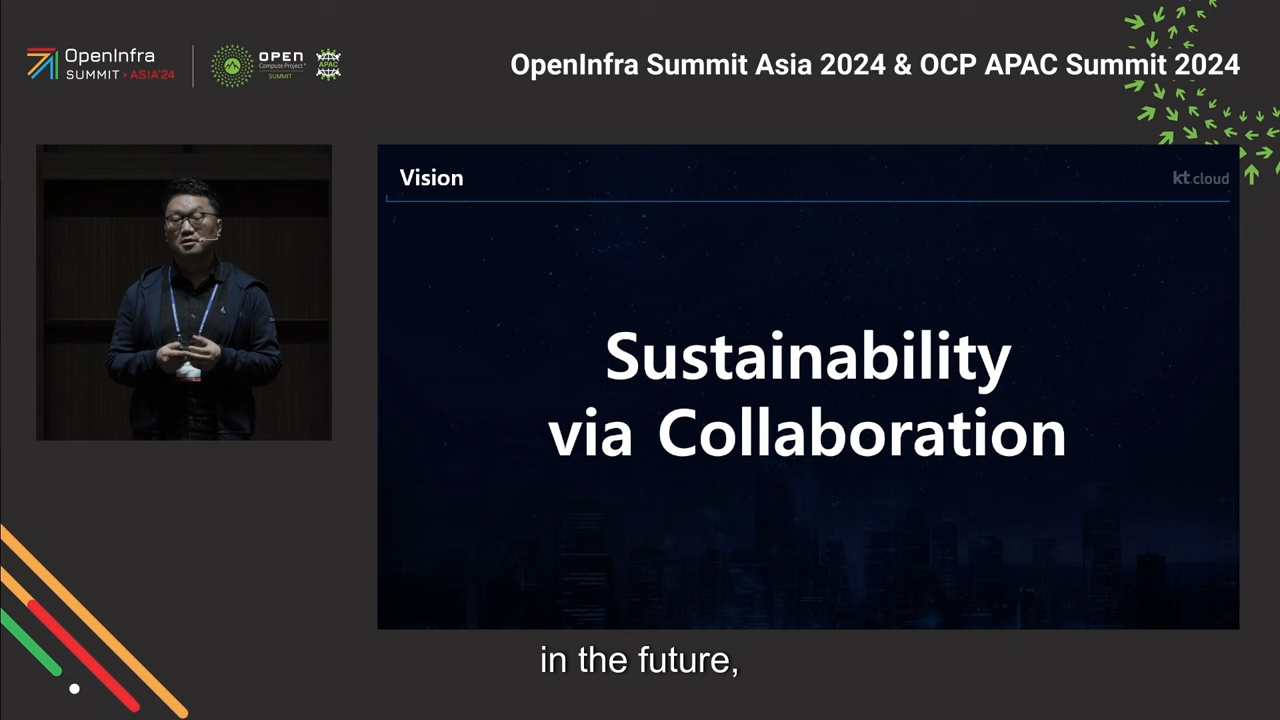 OpenInfra
SUMMIT > ASIA'24
OPEN
Compute Project®
SUMMIT
APAC
OpenInfra Summit Asia 2024 & OCP APAC Summit 2024
Vision
kt cloud
Sustainability
via Collaboration
in the future,